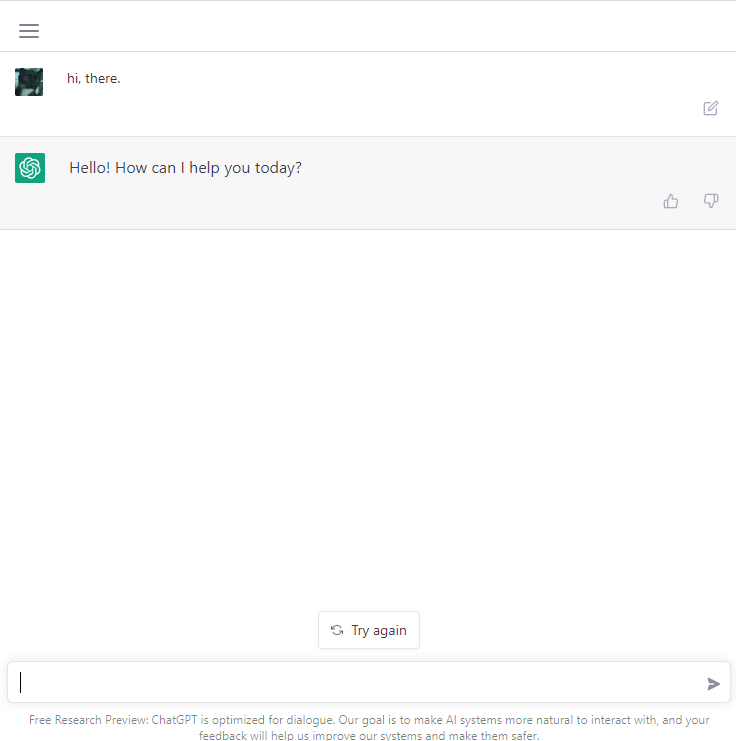 hi, there.
Hello! How can I help you today?
Try again
Free Research Preview: ChatGPT is optimized for dialogue. Our goal is to make AI systems more natural to interact with, and your
feedback will help us improve our systems and make them safer.